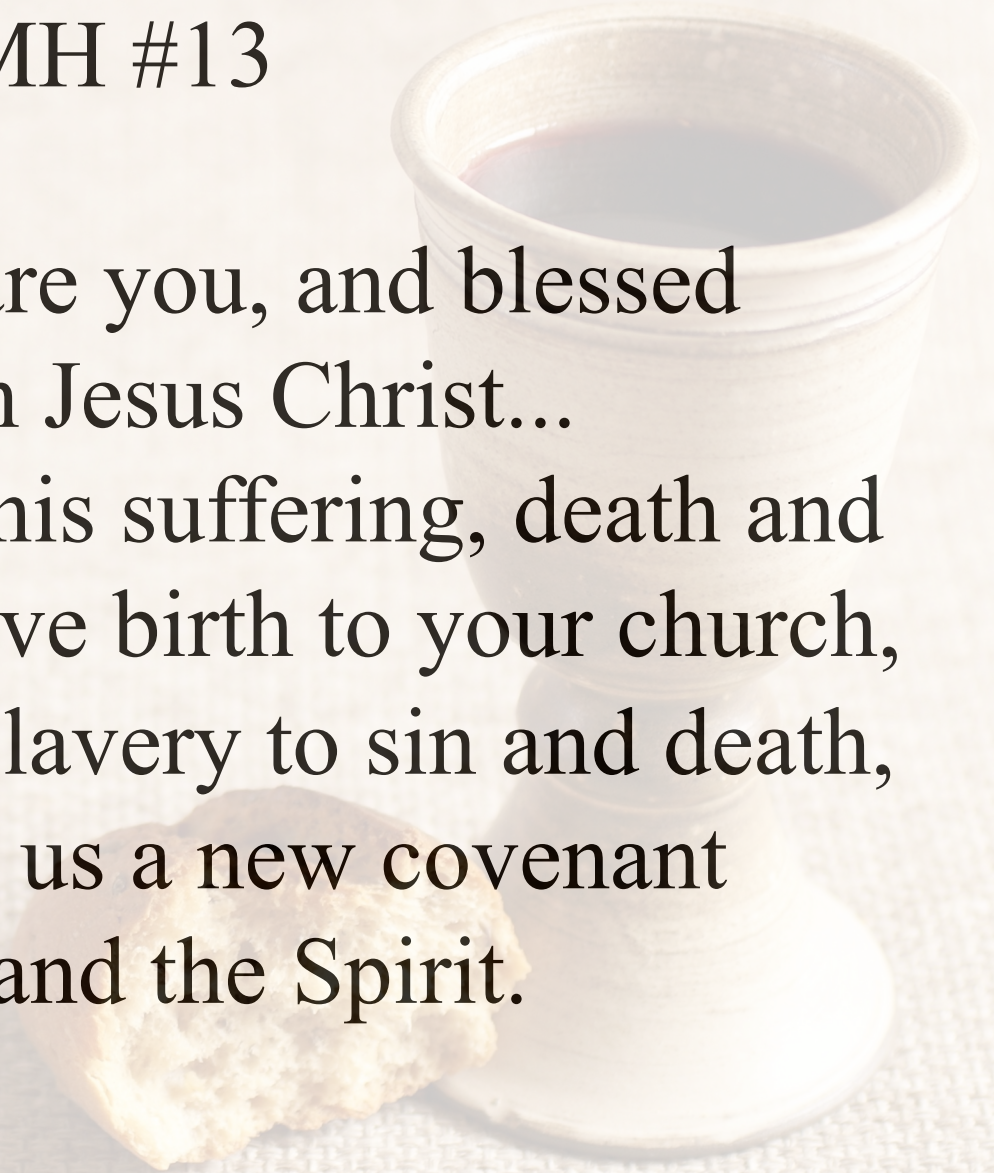 MH #13
are you, and blessed
n Jesus Christ...
his suffering, death and
ve birth to your church,
lavery to sin and death,
us a new covenant
and the Spirit.